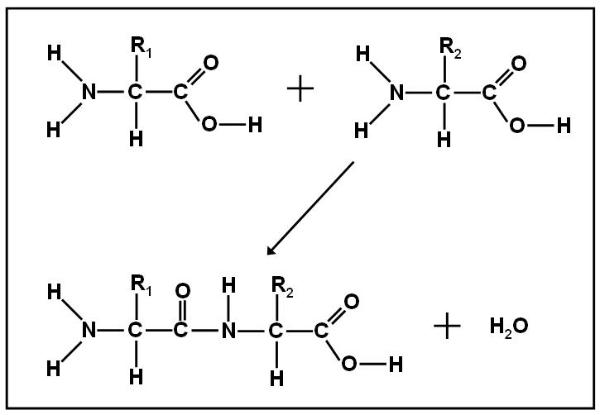 H R₁ O + H R₂ O
N C C N C C
H H O H H H O H
H R₁ O H R₂ O
N C C N C C + H₂O
H H H O H